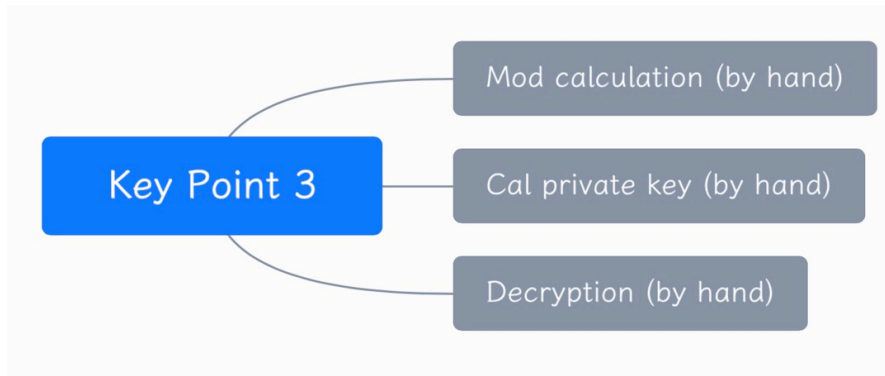 Key Point 3
Mod calculation (by hand)
Cal private key (by hand)
Decryption (by hand)